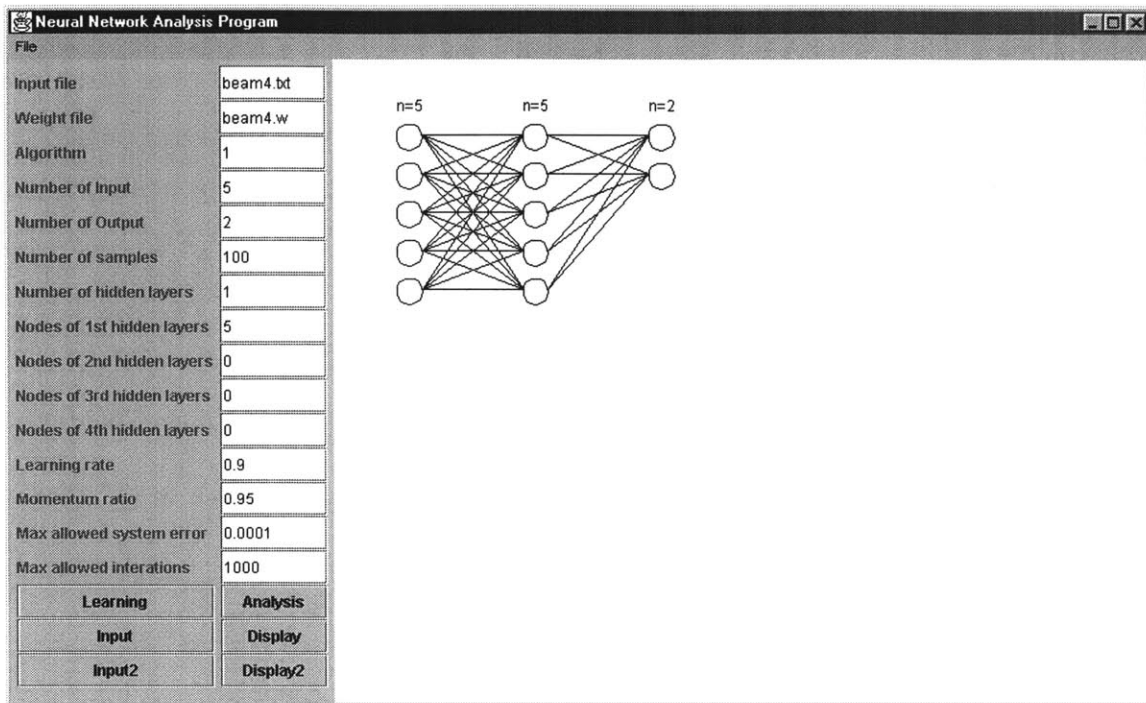 Neural Network Analysis Program
File
Input file beam4.txt
Weight file beam4.w
Algorithm 1
Number of Input 5
Number of Output 2
Number of samples 100
Number of hidden layers 1
Nodes of 1st hidden layers 5
Nodes of 2nd hidden layers 0
Nodes of 3rd hidden layers 0
Nodes of 4th hidden layers 0
Learning rate 0.9
Momentum ratio 0.95
Max allowed system error 0.0001
Max allowed interations 1000
Learning Analysis
Input Display
Input2 Display2
n=5 n=5 n=2